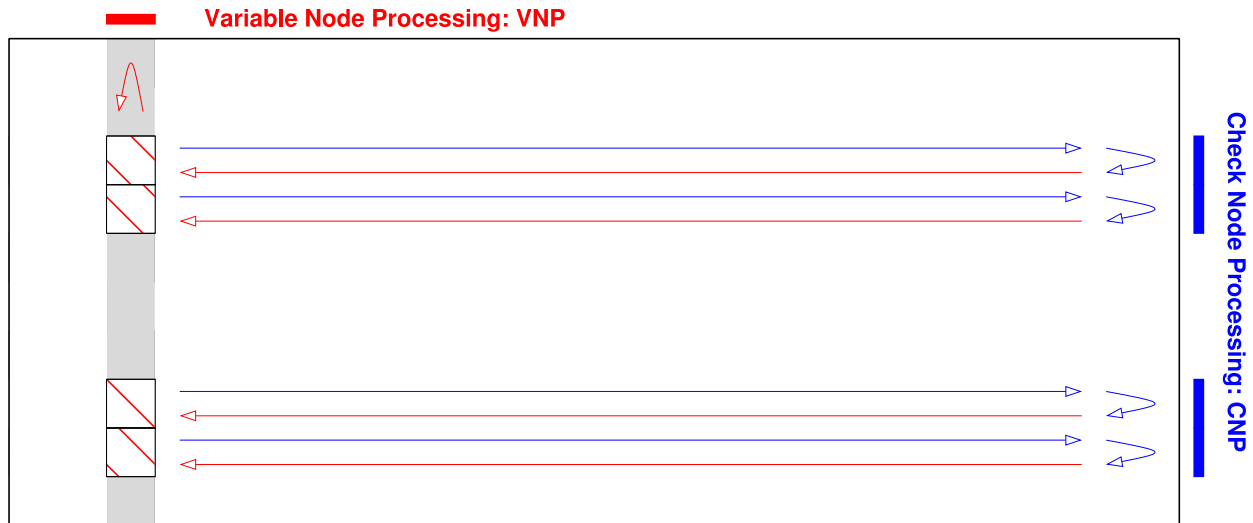 Variable Node Processing: VNP
Check Node Processing: CNP